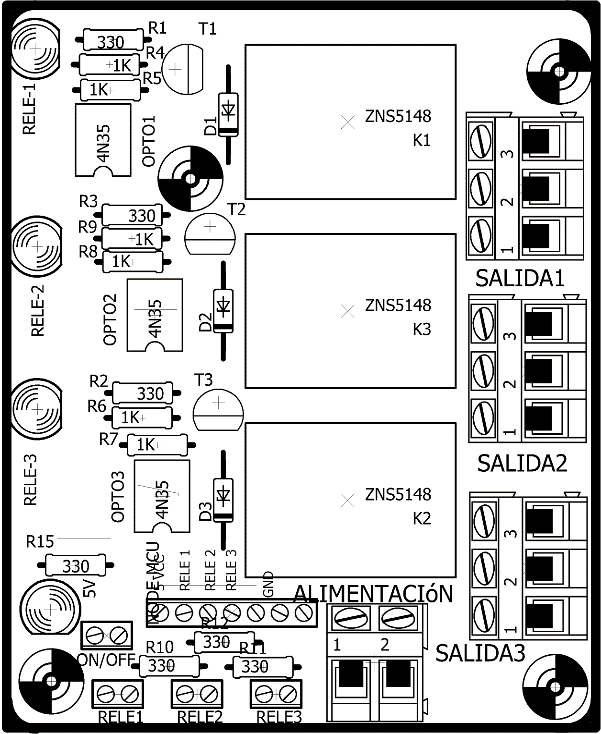 R1
T1
330
R4
1K
R5
1K
RELE-1
4N35
OPTO1
D1
ZNS5148
K1
3
2
1
SALIDA1
R3
330
T2
R9
1K
R8
1K
RELE-2
OPTO2
4N35
D2
ZNS5148
K3
3
2
1
SALIDA2
R2
330
T3
R6
1K
R7
1K
RELE-3
OPTO3
4N35
D3
ZNS5148
K2
3
2
1
SALIDA3
R15
330
5V
DE MCU
VCC
RELE 1
RELE 2
RELE 3
GND
ALIMENTACIóN
1 2
R12
330
ON/OFF
R10
330
R11
330
RELE1
RELE2
RELE3